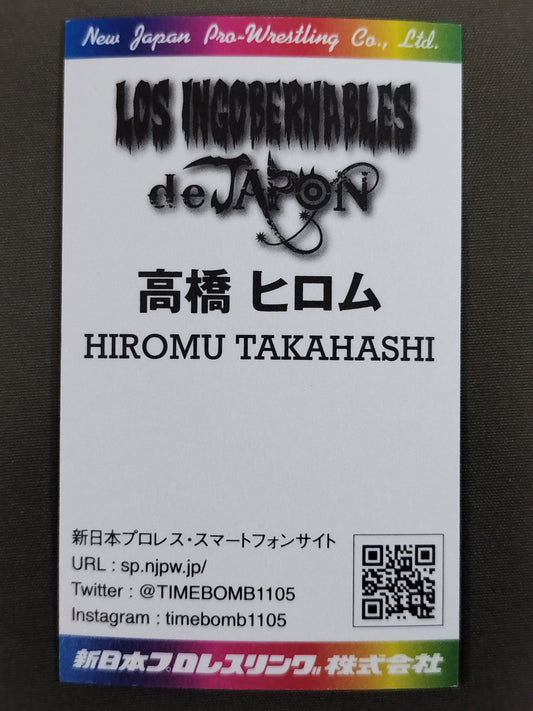 New Japan Pro-Wrestling Co., Ltd.
LOS INGOBERNABLES
de JAPON
高橋 ヒロム
HIROMU TAKAHASHI
新日本プロレス・スマートフォンサイト
URL : sp.njpw.jp/
Twitter : @TIMEBOMB1105
Instagram : timebomb1105
新日本プロレスリング株式会社